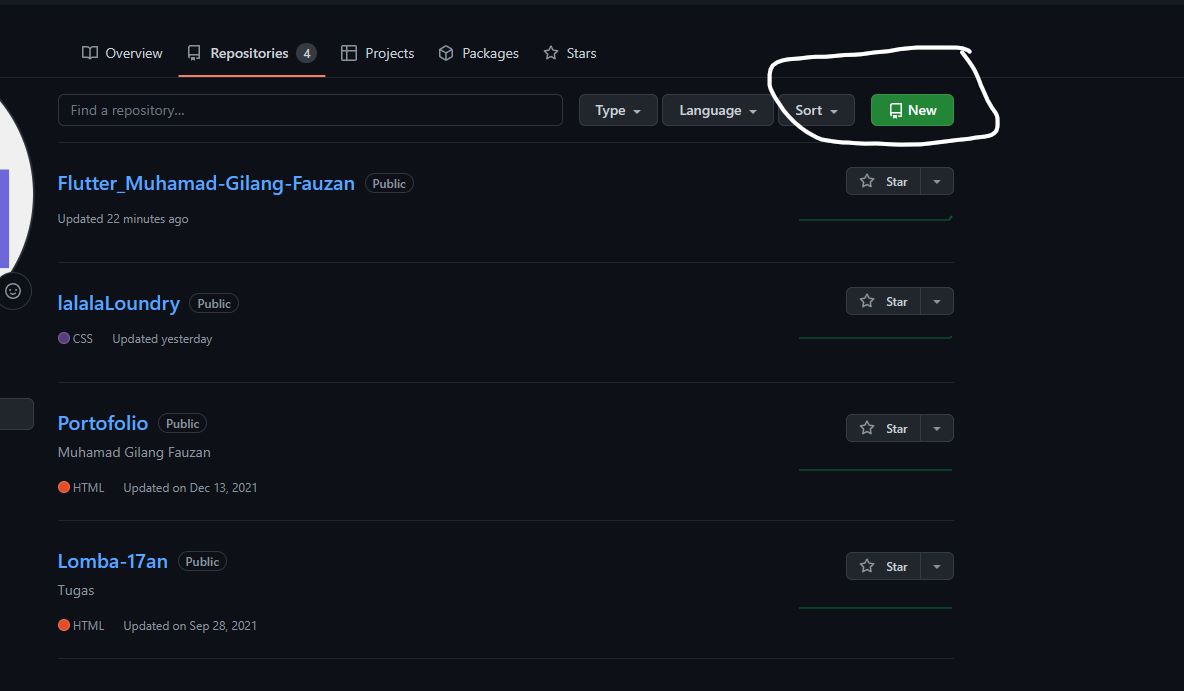 Overview Repositories 4 Projects Packages Stars
Find a repository... Type Language Sort New
Flutter_Muhamad-Gilang-Fauzan Public Star
Updated 22 minutes ago
lalalaLoundry Public Star
CSS Updated yesterday
Portofolio Public Star
Muhamad Gilang Fauzan
HTML Updated on Dec 13, 2021
Lomba-17an Public Star
Tugas
HTML Updated on Sep 28, 2021